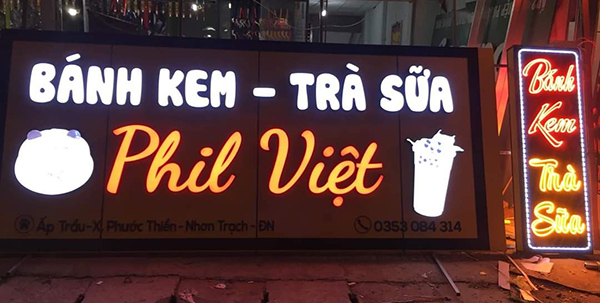 BÁNH KEM - TRÀ SỮA
Phil Việt
Ấp Trầu-X. Phước Thiền-Nhơn Trạch-ĐN
0353 084 314
Bánh
Kem
Trà
Sữa